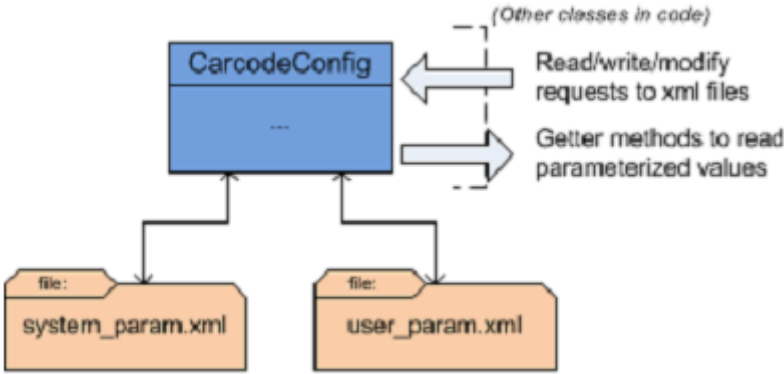 (Other classes in code)
CarcodeConfig
...
Read/write/modify
requests to xml files
Getter methods to read
parameterized values
file:
system_param.xml
file:
user_param.xml